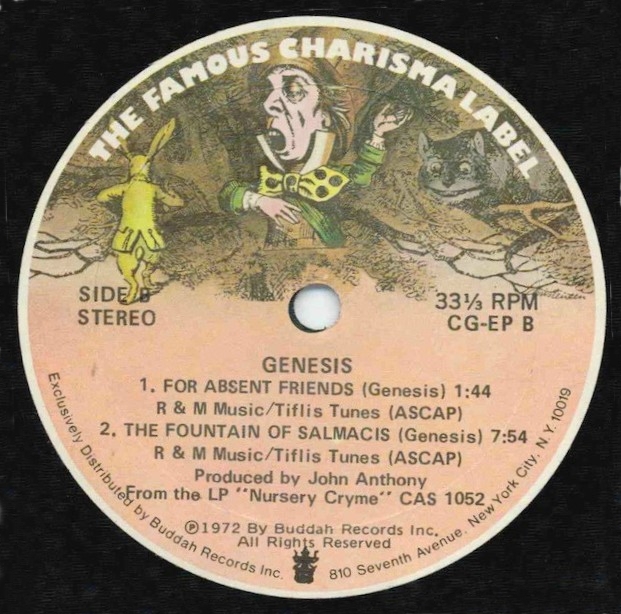 THE FAMOUS CHARISMA LABEL
SIDE B
STEREO
33⅓ RPM
CG-EP B
GENESIS
1. FOR ABSENT FRIENDS (Genesis) 1:44
R & M Music/Tiflis Tunes (ASCAP)
2. THE FOUNTAIN OF SALMACIS (Genesis) 7:54
R & M Music/Tiflis Tunes (ASCAP)
Produced by John Anthony
From the LP "Nursery Cryme" CAS 1052
℗1972 By Buddah Records Inc.
All Rights Reserved
Exclusively Distributed by Buddah Records Inc. 810 Seventh Avenue. New York City, N.Y. 10019